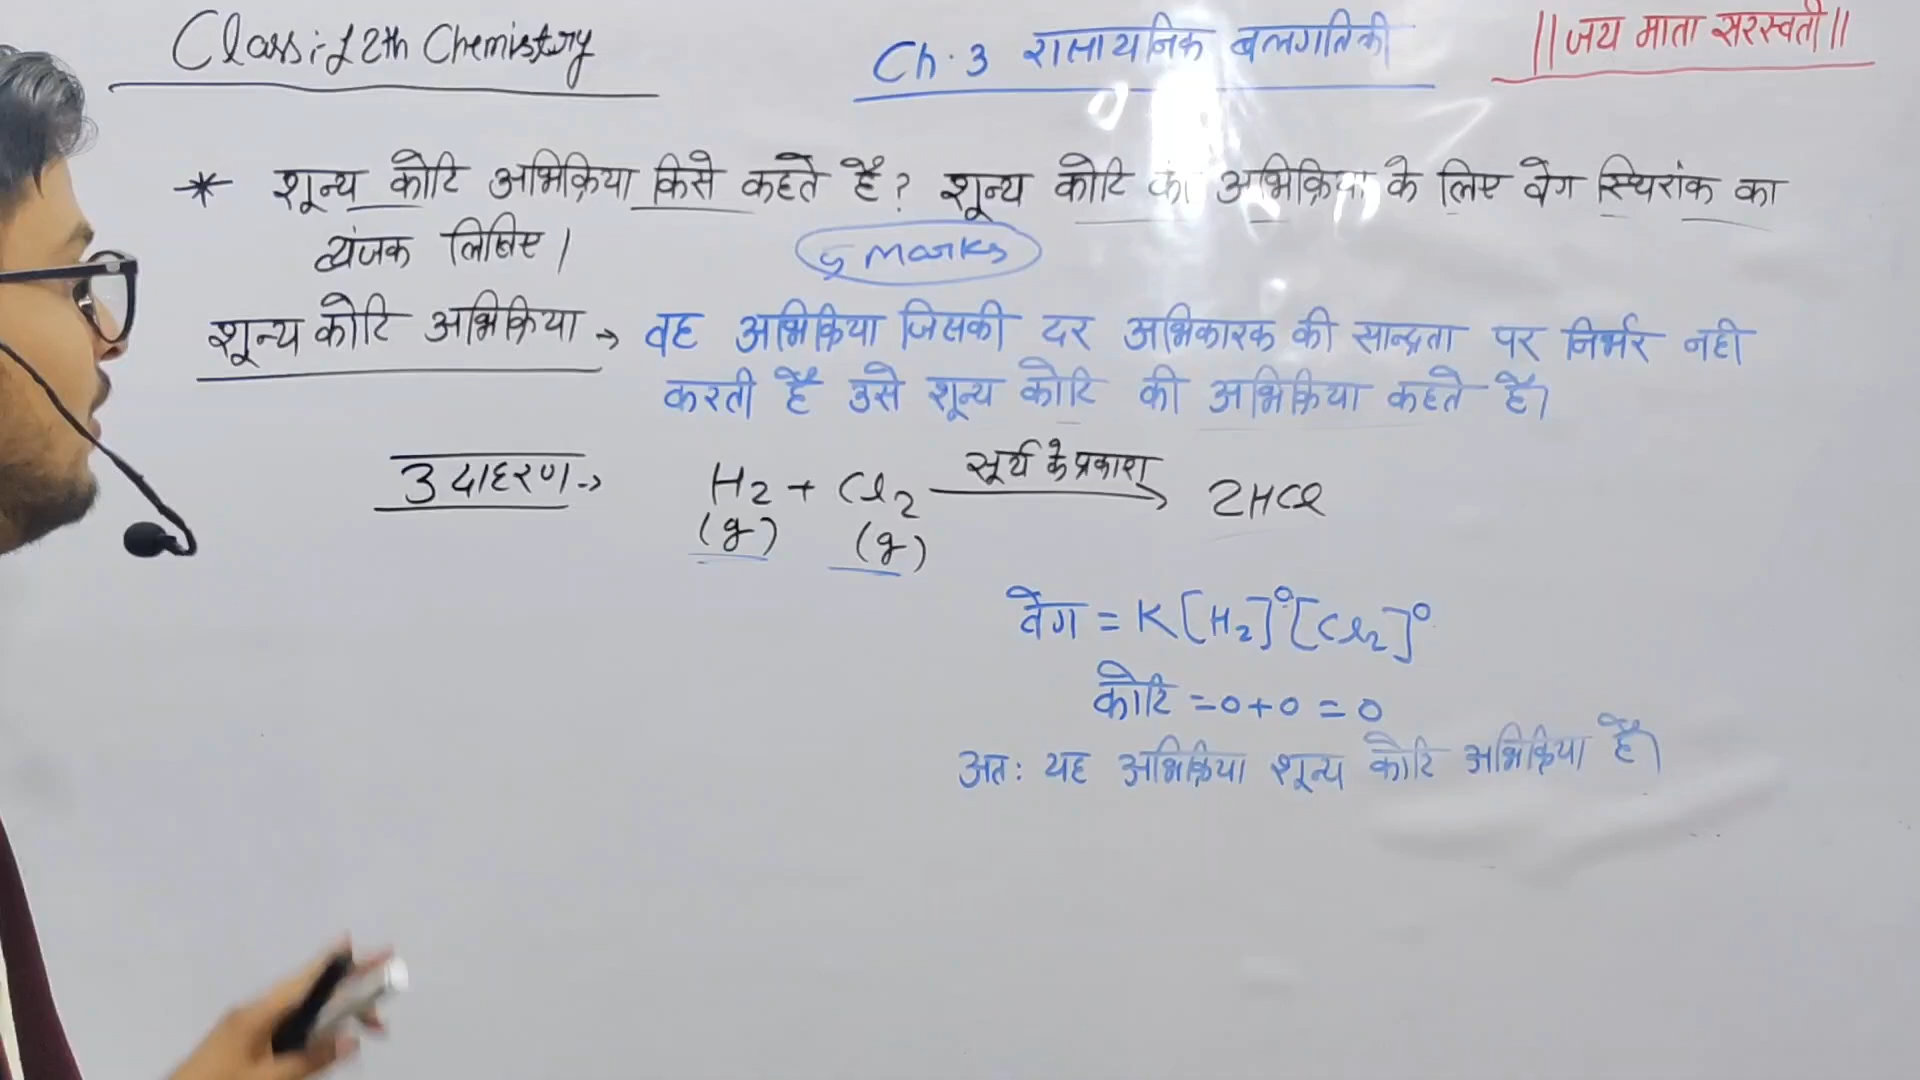 Class:-12th Chemistry
Ch.3 रासायनिक बलगतिकी
||जय माता सरस्वती||
* शून्य कोटि अभिक्रिया किसे कहते है? शून्य कोटि का अभिक्रिया के लिए वेग स्थिरांक का
व्यंजक लिखिए।
5 Marks
शून्य कोटि अभिक्रिया → वह अभिक्रिया जिसकी दर अभिकारक की सान्द्रता पर निर्भर नही
करती है उसे शून्य कोटि की अभिक्रिया कहते है।
उदाहरण→ H2 + Cl2 सूर्य के प्रकाश → 2HCl
(g) (g)
वेग = K[H2]⁰[Cl2]⁰
कोटि = 0+0 = 0
अत: यह अभिक्रिया शून्य कोटि अभिक्रिया है।